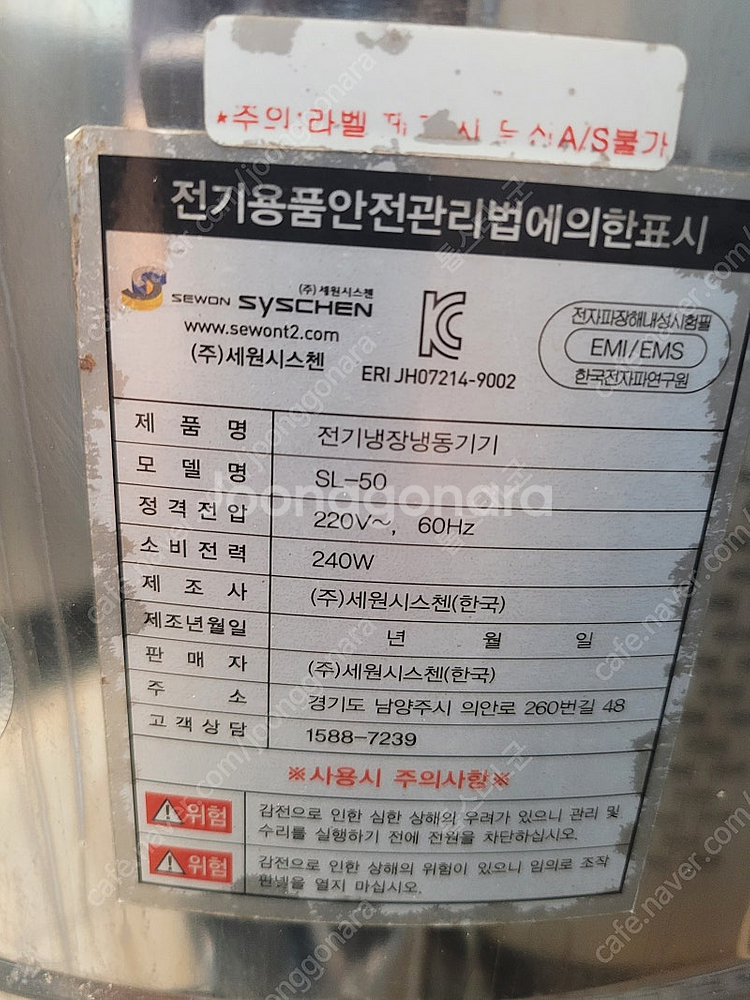 *주의:라벨 제 시 A/S불가
전기용품안전관리법에의한표시
(주)세원시스첸
SEWON SYSCHEN
www.sewont2.com
(주)세원시스첸
ERI JH07214-9002
전자파장해내성시험필
EMI/EMS
한국전자파연구원
제 품 명 전기냉장냉동기기
모 델 명 SL-50
정격전압 220V~, 60Hz
소비전력 240W
제 조 사 (주)세원시스첸(한국)
제조년월일 년 월 일
판 매 자 (주)세원시스첸(한국)
주 소 경기도 남양주시 의안로 260번길 48
고객상담 1588-7239
※사용시 주의사항※
위험 감전으로 인한 심한 상해의 우려가 있으니 관리 및
수리를 실행하기 전에 전원을 차단하십시오.
위험 감전으로 인한 상해의 위험이 있으니 임의로 조작
판넬을 열지 마십시오.
joonggonara
cafe.naver.com/joonggonara